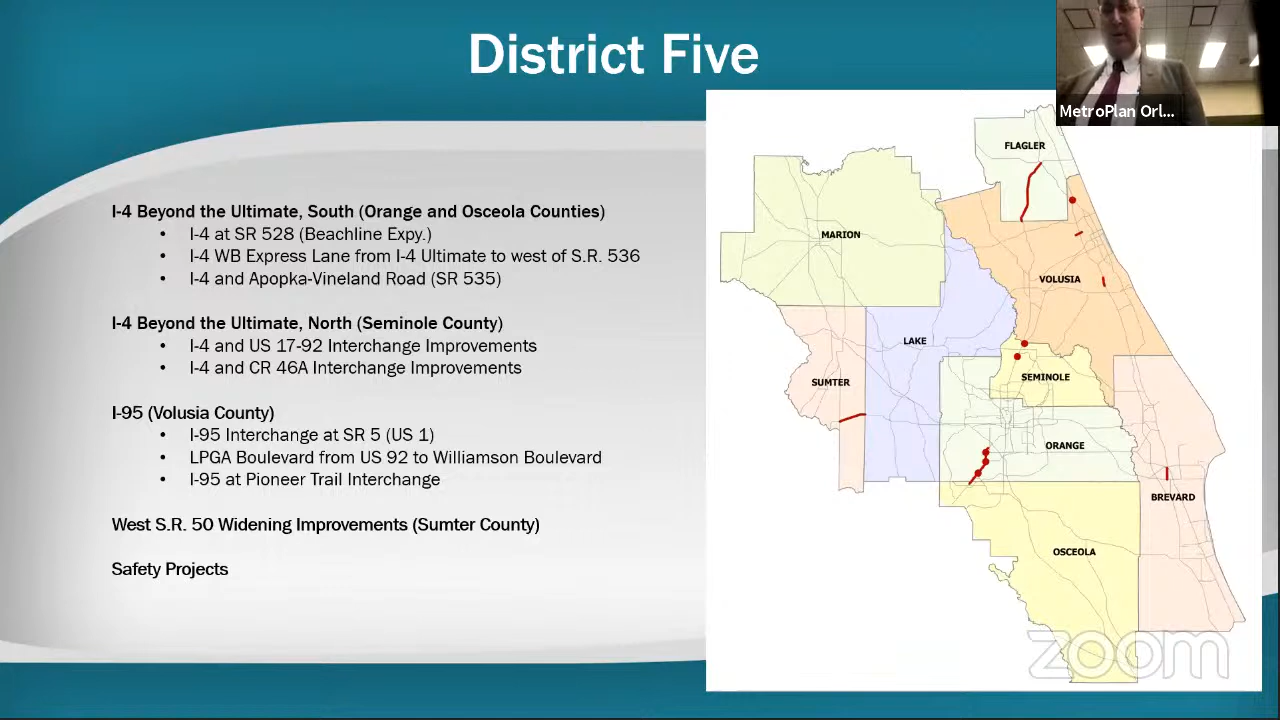 District Five
MetroPlan Orl...
I-4 Beyond the Ultimate, South (Orange and Osceola Counties)
• I-4 at SR 528 (Beachline Expy.)
• I-4 WB Express Lane from I-4 Ultimate to west of S.R. 536
• I-4 and Apopka-Vineland Road (SR 535)
I-4 Beyond the Ultimate, North (Seminole County)
• I-4 and US 17-92 Interchange Improvements
• I-4 and CR 46A Interchange Improvements
I-95 (Volusia County)
• I-95 Interchange at SR 5 (US 1)
• LPGA Boulevard from US 92 to Williamson Boulevard
• I-95 at Pioneer Trail Interchange
West S.R. 50 Widening Improvements (Sumter County)
Safety Projects
FLAGLER
MARION
VOLUSIA
LAKE
SEMINOLE
SUMTER
ORANGE
BREVARD
OSCEOLA
zoom